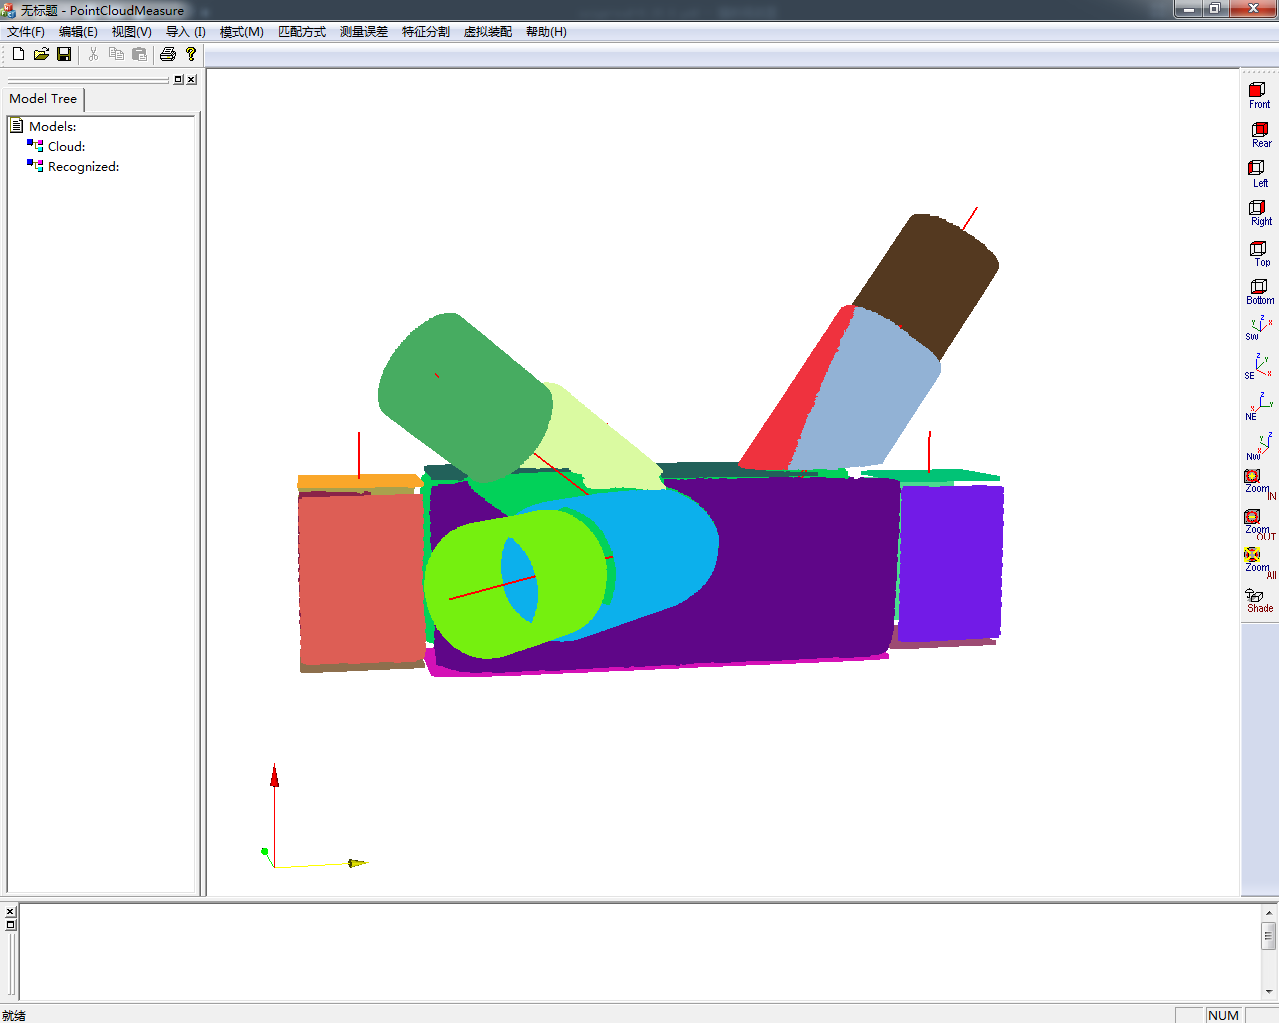 无标题 - PointCloudMeasure
文件(F) 编辑(E) 视图(V) 导入 (I) 模式(M) 匹配方式 测量误差 特征分割 虚拟装配 帮助(H)
Model Tree
Models:
Cloud:
Recognized:
Front
Rear
Left
Right
Top
Bottom
SW
SE
NE
NW
Zoom IN
Zoom OUT
Zoom All
Shade
就绪
NUM